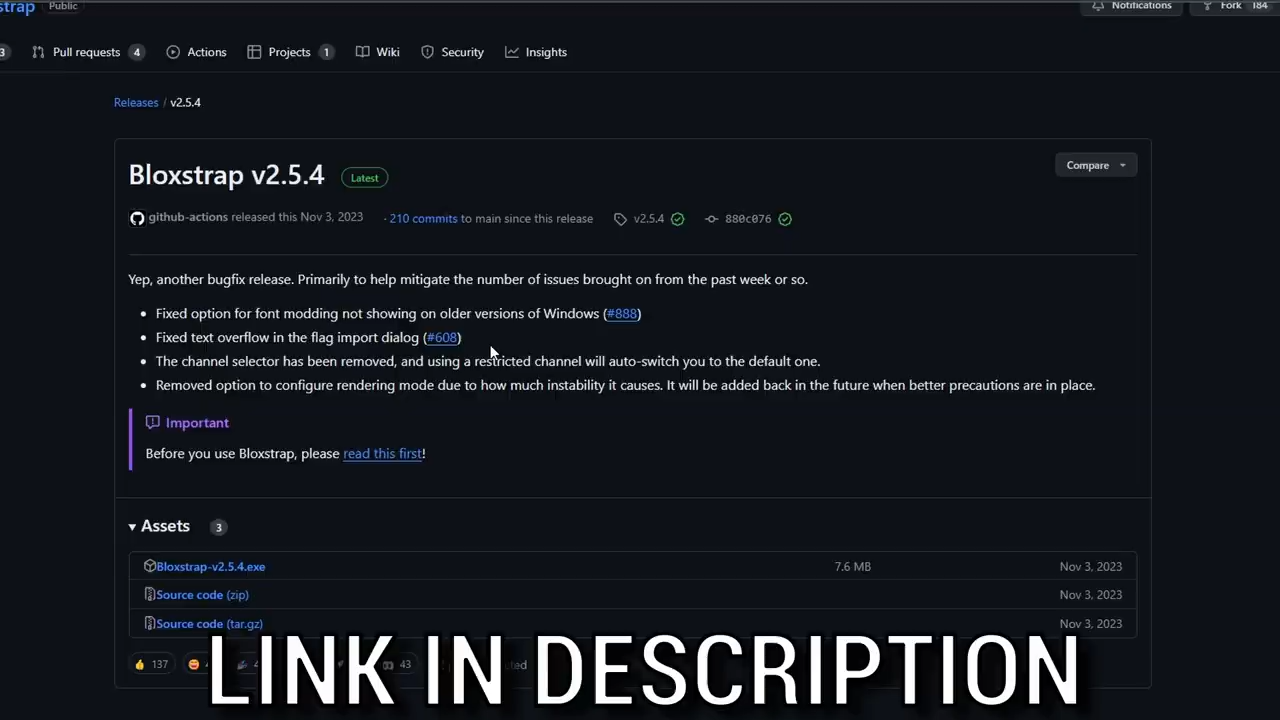 strap Public
Notifications Fork 184
3 Pull requests 4 Actions Projects 1 Wiki Security Insights
Releases / v2.5.4
Bloxstrap v2.5.4 Latest Compare
github-actions released this Nov 3, 2023 · 210 commits to main since this release v2.5.4 880c076
Yep, another bugfix release. Primarily to help mitigate the number of issues brought on from the past week or so.
• Fixed option for font modding not showing on older versions of Windows (#888)
• Fixed text overflow in the flag import dialog (#608)
• The channel selector has been removed, and using a restricted channel will auto-switch you to the default one.
• Removed option to configure rendering mode due to how much instability it causes. It will be added back in the future when better precautions are in place.
Important
Before you use Bloxstrap, please read this first!
Assets 3
Bloxstrap-v2.5.4.exe 7.6 MB Nov 3, 2023
Source code (zip) Nov 3, 2023
Source code (tar.gz) Nov 3, 2023
137 43
LINK IN DESCRIPTION